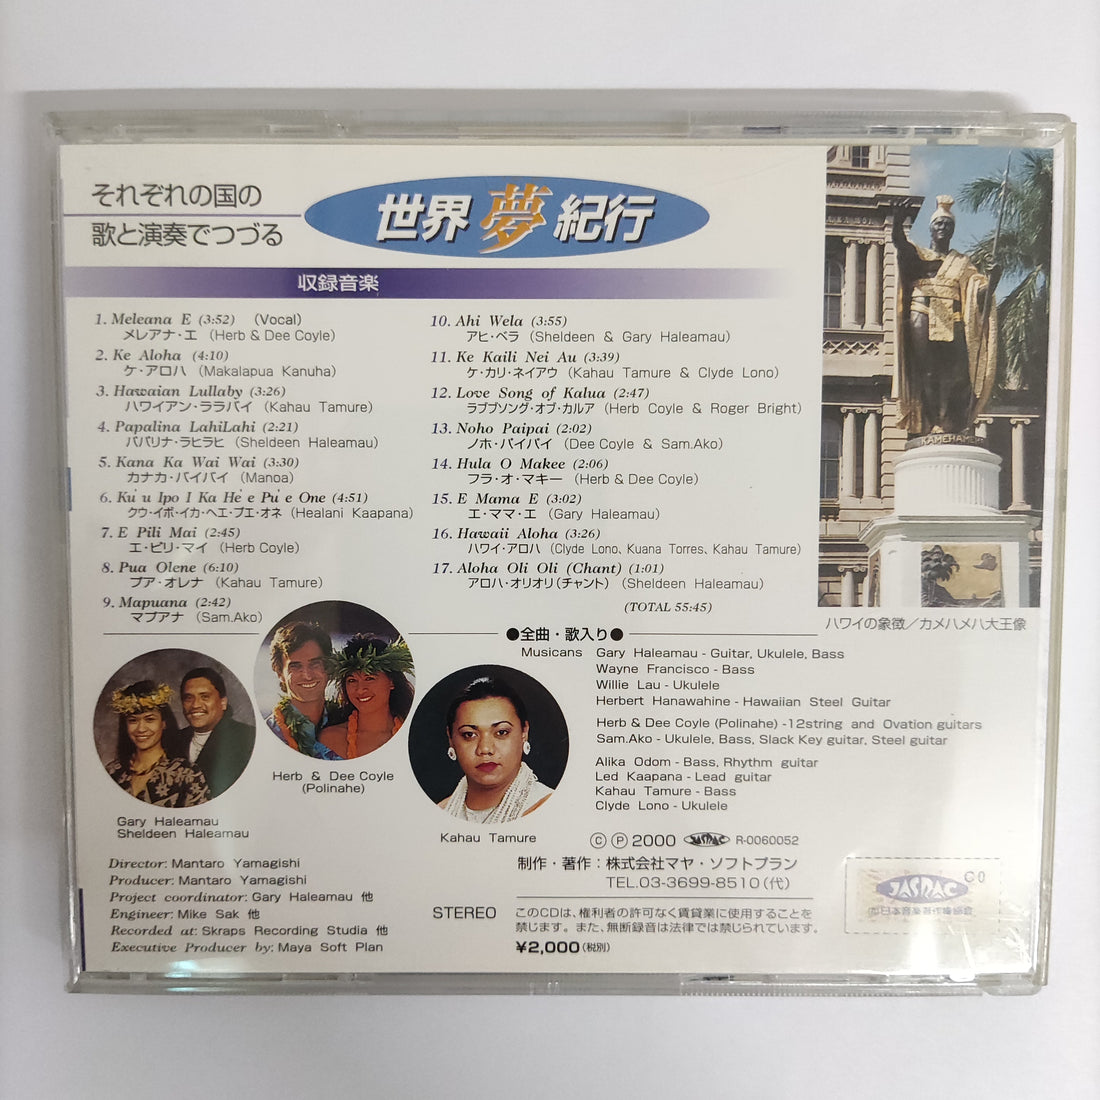 それぞれの国の
歌と演奏でつづる
世界夢紀行
収録音楽
1. Meleana E (3:52) (Vocal)
メレアナ・エ (Herb & Dee Coyle)
2. Ke Aloha (4:10)
ケ・アロハ (Makalapua Kanuha)
3. Hawaian Lullaby (3:26)
ハワイアン・ララバイ (Kahau Tamure)
4. Papalina LahiLahi (2:21)
パパリナ・ラヒラヒ (Sheldeen Haleamau)
5. Kana Ka Wai Wai (3:30)
カナカ・バイバイ (Manoa)
6. Ku'u Ipo I Ka He'e Pu'e One (4:51)
クウ・イポ・イカ・ヘエ・プエ・オネ (Healani Kaapana)
7. E Pili Mai (2:45)
エ・ピリ・マイ (Herb Coyle)
8. Pua Olene (6:10)
プア・オレナ (Kahau Tamure)
9. Mapuana (2:42)
マプアナ (Sam.Ako)
10. Ahi Wela (3:55)
アヒ・ベラ (Sheldeen & Gary Haleamau)
11. Ke Kaili Nei Au (3:39)
ケ・カリ・ネイアウ (Kahau Tamure & Clyde Lono)
12. Love Song of Kalua (2:47)
ラブブソング・オブ・カルア (Herb Coyle & Roger Bright)
13. Noho Paipai (2:02)
ノホ・パイパイ (Dee Coyle & Sam.Ako)
14. Hula O Makee (2:06)
フラ・オ・マキー (Herb & Dee Coyle)
15. E Mama E (3:02)
エ・ママ・エ (Gary Haleamau)
16. Hawaii Aloha (3:26)
ハワイ・アロハ (Clyde Lono、Kuana Torres、Kahau Tamure)
17. Aloha Oli Oli (Chant) (1:01)
アロハ・オリオリ(チャント) (Sheldeen Haleamau)
(TOTAL 55:45)
KAMEHAMEHA
ハワイの象徴／カメハメハ大王像
●全曲・歌入り●
Musicans Gary Haleamau - Guitar, Ukulele, Bass
Wayne Francisco - Bass
Willie Lau - Ukulele
Herbert Hanawahine - Hawaiian Steel Guitar
Herb & Dee Coyle (Polinahe) -12string and Ovation guitars
Sam.Ako - Ukulele, Bass, Slack Key guitar, Steel guitar
Alika Odom - Bass, Rhythm guitar
Led Kaapana - Lead guitar
Kahau Tamure - Bass
Clyde Lono - Ukulele
Gary Haleamau
Sheldeen Haleamau
Herb & Dee Coyle
(Polinahe)
Kahau Tamure
Ⓒ Ⓟ 2000 JASRAC R-0060052
制作・著作：株式会社マヤ・ソフトプラン
TEL.03-3699-8510(代)
Director: Mantaro Yamagishi
Producer: Mantaro Yamagishi
Project coordinator: Gary Haleamau 他
Engineer: Mike Sak 他
Recorded at: Skraps Recording Studia 他
Executive Producer by: Maya Soft Plan
STEREO
このCDは、権利者の許可なく賃貸業に使用することを
禁じます。また、無断録音は法律では禁じられています。
¥2,000(税別)
JASRAC